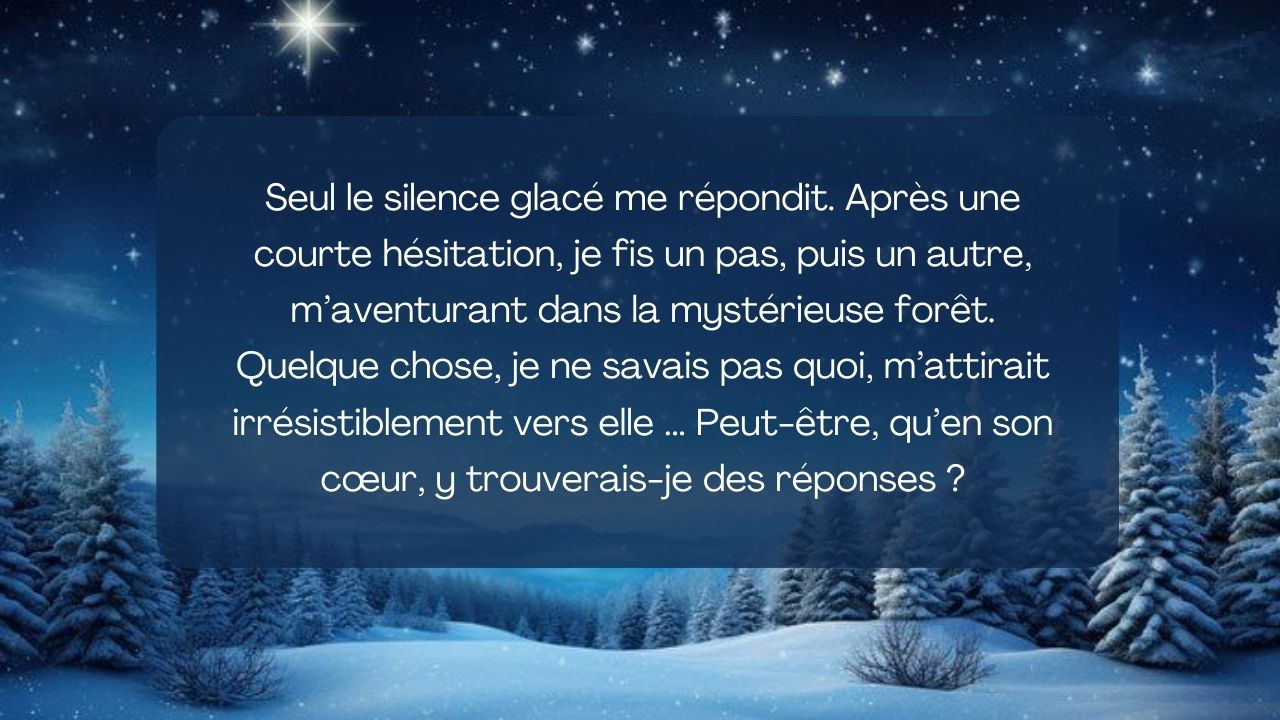 Seul le silence glacé me répondit. Après une
courte hésitation, je fis un pas, puis un autre,
m’aventurant dans la mystérieuse forêt.
Quelque chose, je ne savais pas quoi, m’attirait
irrésistiblement vers elle ... Peut-être, qu’en son
cœur, y trouverais-je des réponses ?